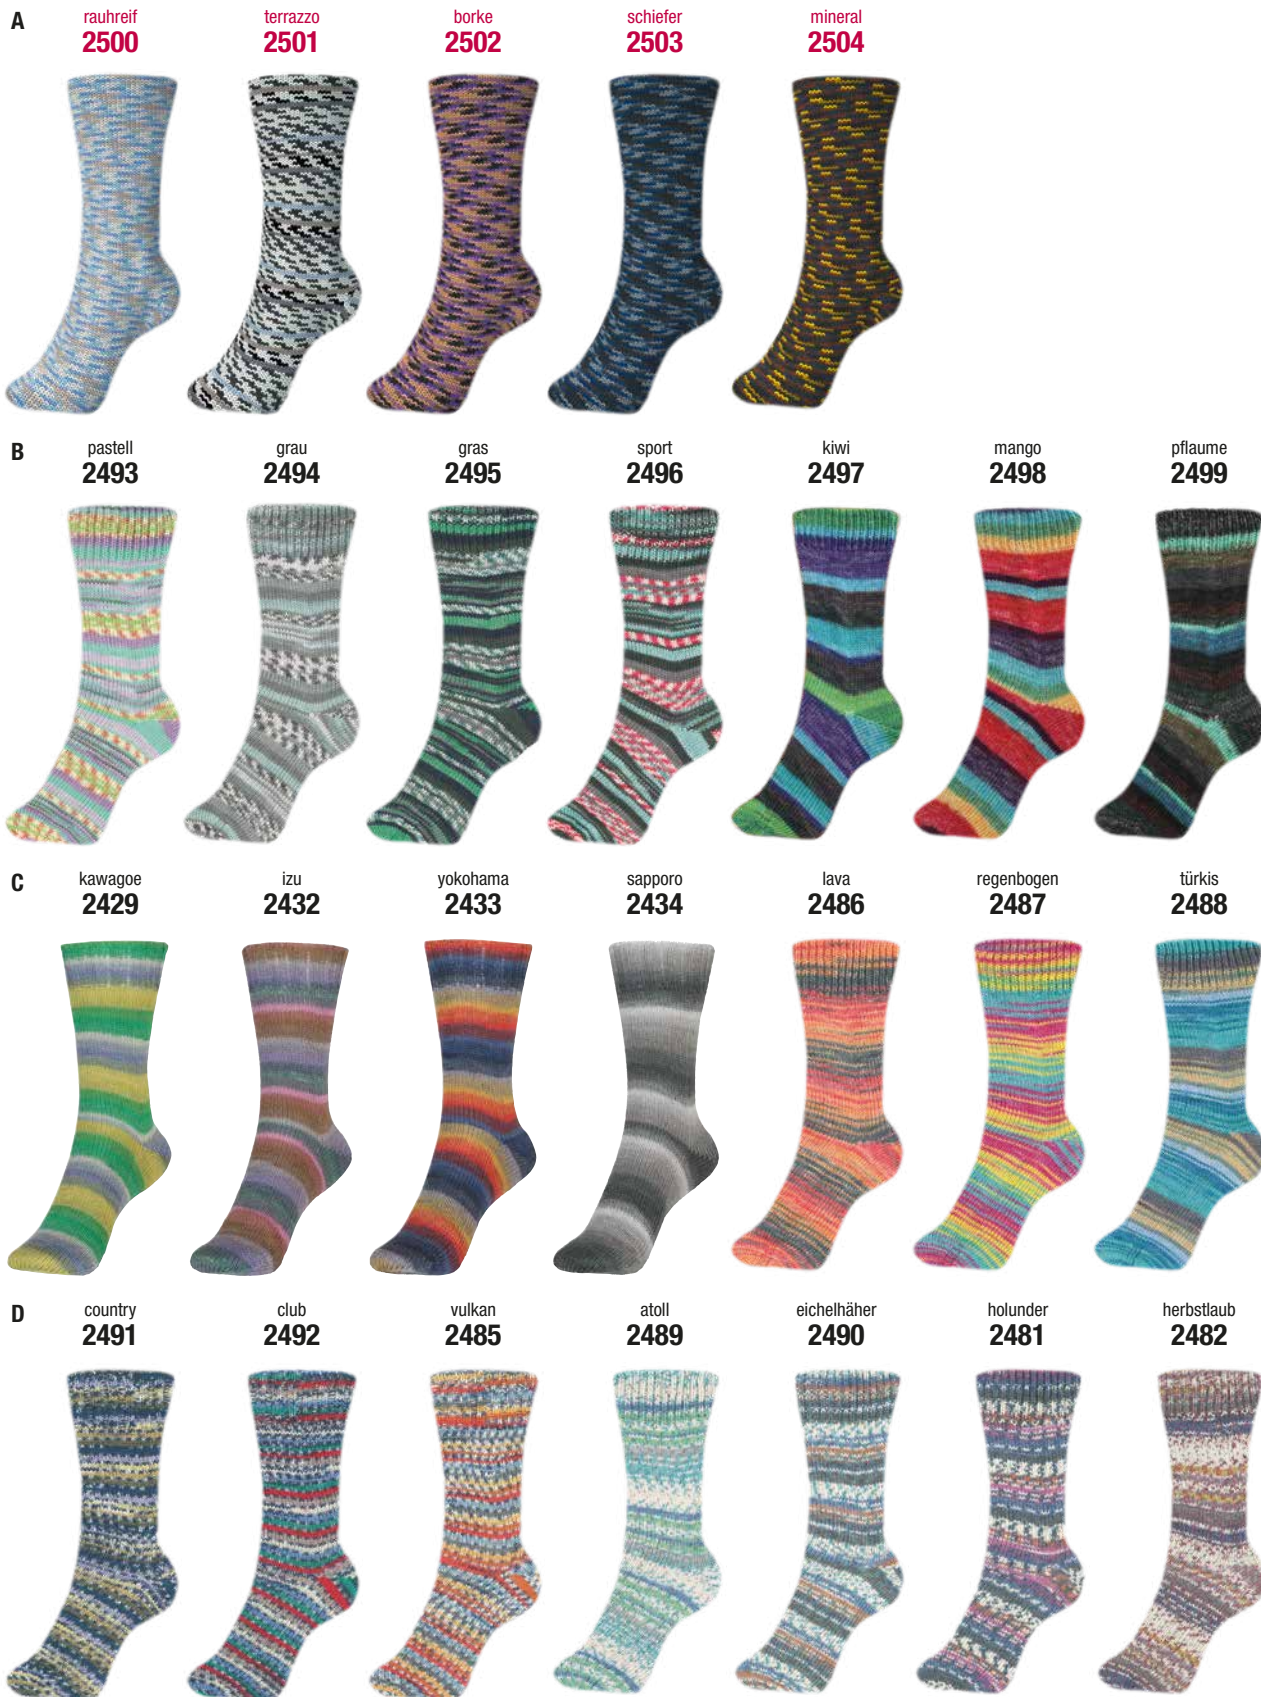 A
rauhreif terrazzo borke schiefer mineral
2500 2501 2502 2503 2504
B
pastell grau gras sport kiwi mango pflaume
2493 2494 2495 2496 2497 2498 2499
C
kawagoe izu yokohama sapporo lava regenbogen türkis
2429 2432 2433 2434 2486 2487 2488
D
country club vulkan atoll eichelhäher holunder herbstlaub
2491 2492 2485 2489 2490 2481 2482